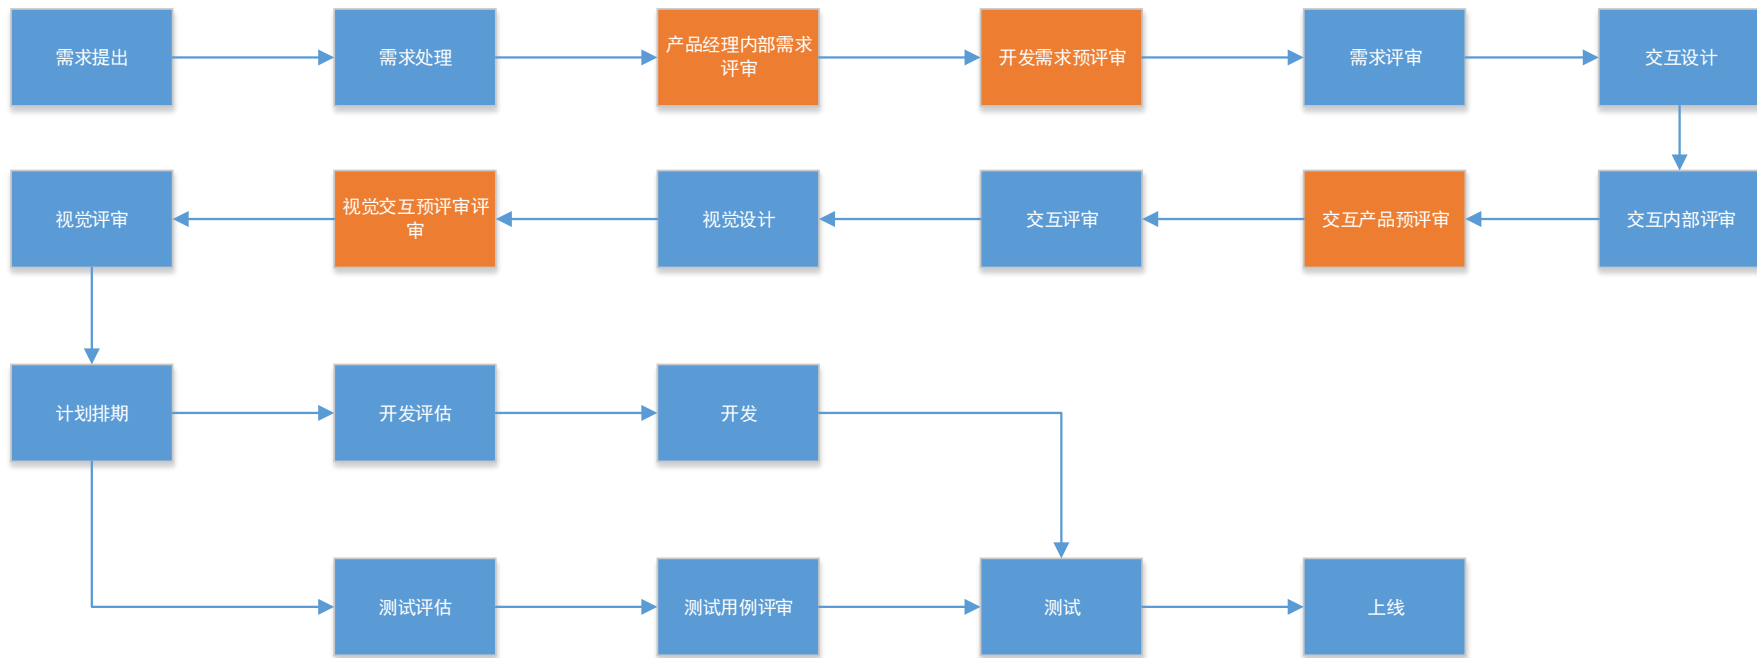 需求提出
需求处理
产品经理内部需求
评审
开发需求预评审
需求评审
交互设计
交互内部评审
交互产品预评审
交互评审
视觉设计
视觉交互预评审评
审
视觉评审
计划排期
开发评估
开发
测试评估
测试用例评审
测试
上线